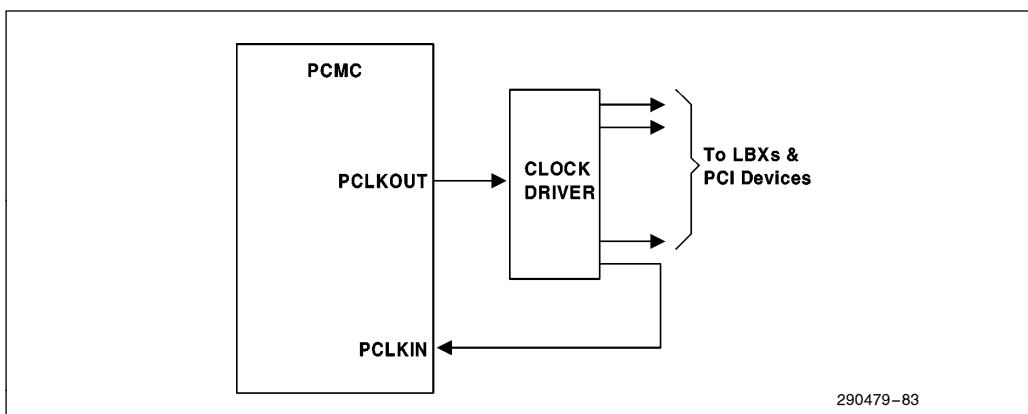 PCMC
PCLKOUT
CLOCK
DRIVER
To LBXs &
PCI Devices
PCLKIN
290479–83